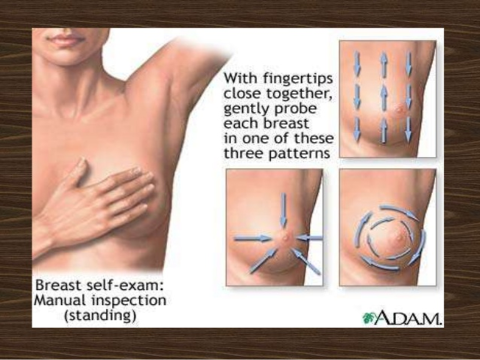 With fingertips
close together,
gently probe
each breast
in one of these
three patterns
Breast self-exam:
Manual inspection
(standing)
ADAM.